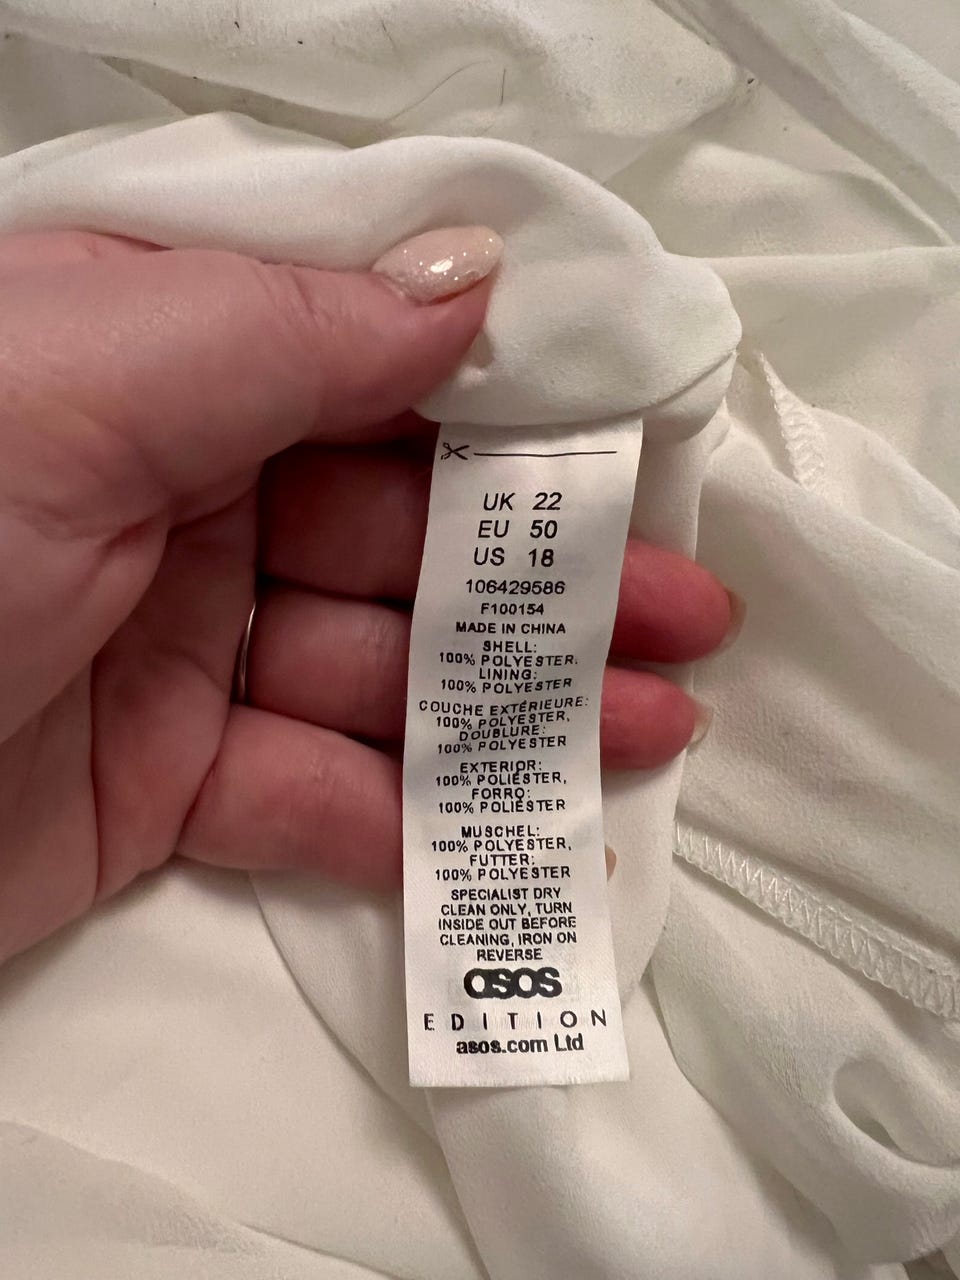 UK 22
EU 50
US 18
106429586
F100154
MADE IN CHINA
SHELL:
100% POLYESTER.
LINING:
100% POLYESTER
COUCHE EXTÉRIEURE:
100% POLYESTER,
DOUBLURE:
100% POLYESTER
EXTERIOR:
100% POLIÉSTER,
FORRO:
100% POLIÉSTER
MUSCHEL:
100% POLYESTER,
FUTTER:
100% POLYESTER
SPECIALIST DRY
CLEAN ONLY, TURN
INSIDE OUT BEFORE
CLEANING, IRON ON
REVERSE
asos
EDITION
asos.com Ltd